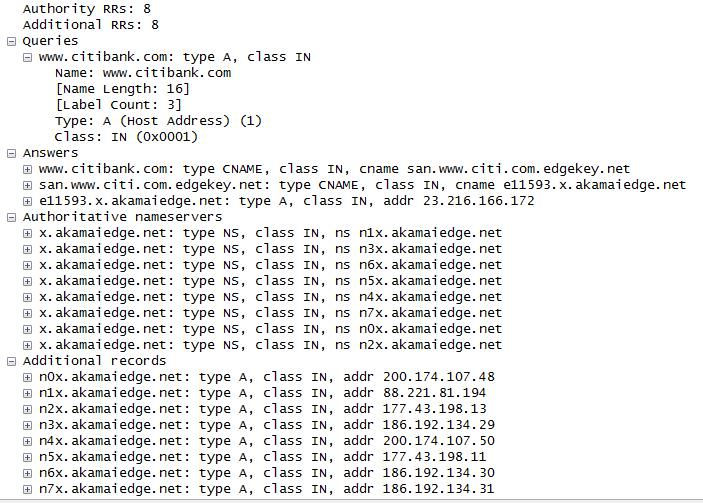 Authority RRs: 8
Additional RRs: 8
Queries
www.citibank.com: type A, class IN
Name: www.citibank.com
[Name Length: 16]
[Label Count: 3]
Type: A (Host Address) (1)
Class: IN (0x0001)
Answers
www.citibank.com: type CNAME, class IN, cname san.www.citi.com.edgekey.net
san.www.citi.com.edgekey.net: type CNAME, class IN, cname e11593.x.akamaiedge.net
e11593.x.akamaiedge.net: type A, class IN, addr 23.216.166.172
Authoritative nameservers
x.akamaiedge.net: type NS, class IN, ns n1x.akamaiedge.net
x.akamaiedge.net: type NS, class IN, ns n3x.akamaiedge.net
x.akamaiedge.net: type NS, class IN, ns n6x.akamaiedge.net
x.akamaiedge.net: type NS, class IN, ns n5x.akamaiedge.net
x.akamaiedge.net: type NS, class IN, ns n4x.akamaiedge.net
x.akamaiedge.net: type NS, class IN, ns n7x.akamaiedge.net
x.akamaiedge.net: type NS, class IN, ns n0x.akamaiedge.net
x.akamaiedge.net: type NS, class IN, ns n2x.akamaiedge.net
Additional records
n0x.akamaiedge.net: type A, class IN, addr 200.174.107.48
n1x.akamaiedge.net: type A, class IN, addr 88.221.81.194
n2x.akamaiedge.net: type A, class IN, addr 177.43.198.13
n3x.akamaiedge.net: type A, class IN, addr 186.192.134.29
n4x.akamaiedge.net: type A, class IN, addr 200.174.107.50
n5x.akamaiedge.net: type A, class IN, addr 177.43.198.11
n6x.akamaiedge.net: type A, class IN, addr 186.192.134.30
n7x.akamaiedge.net: type A, class IN, addr 186.192.134.31